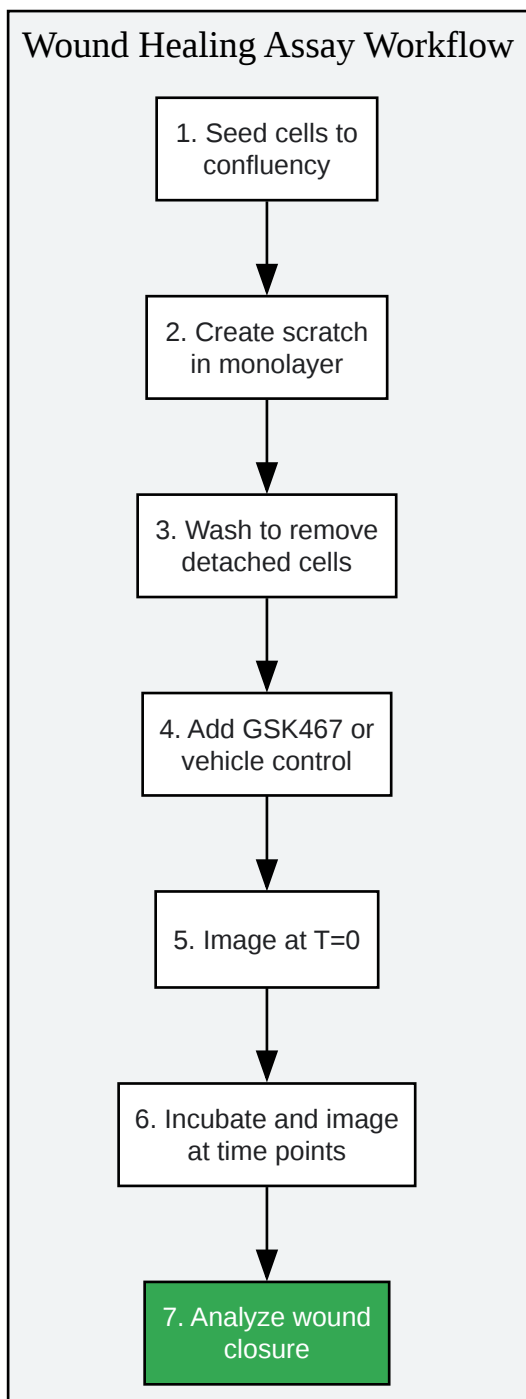 Wound Healing Assay Workflow
1. Seed cells to
confluency
2. Create scratch
in monolayer
3. Wash to remove
detached cells
4. Add GSK467 or
vehicle control
5. Image at T=0
6. Incubate and image
at time points
7. Analyze wound
closure